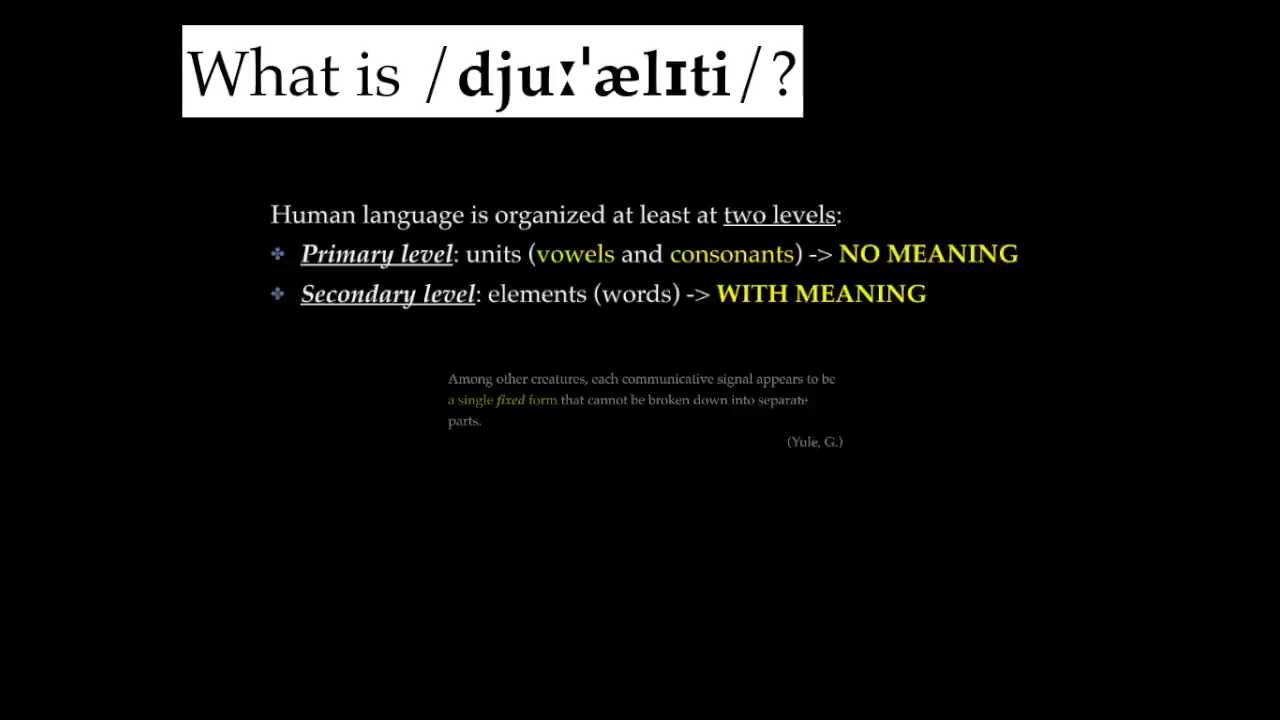 What is /djuːˈælɪti/?
Human language is organized at least at two levels:
Primary level: units (vowels and consonants) -> NO MEANING
Secondary level: elements (words) -> WITH MEANING
Among other creatures, each communicative signal appears to be
a single fixed form that cannot be broken down into separate
parts.
(Yule, G.)